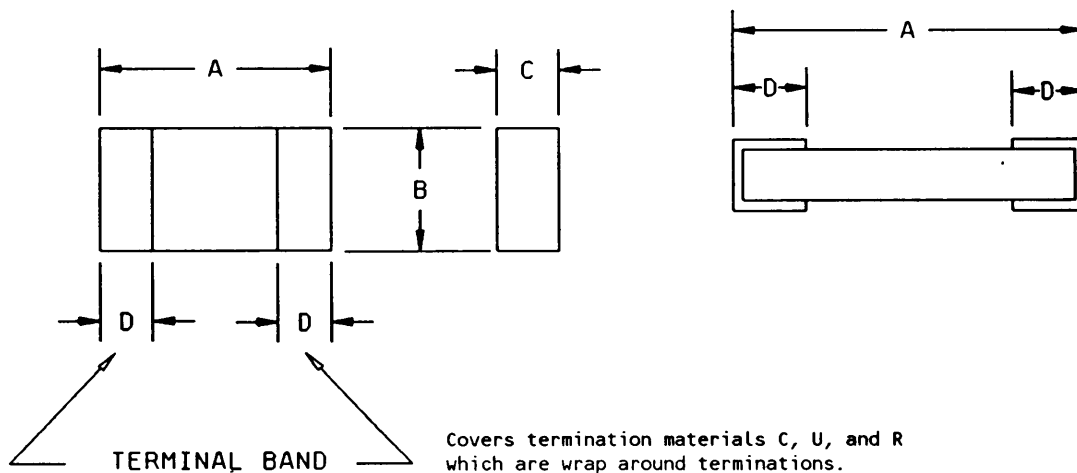 A
A
C
D
D
B
D
D
TERMINAL BAND
Covers termination materials C, U, and R
which are wrap around terminations.